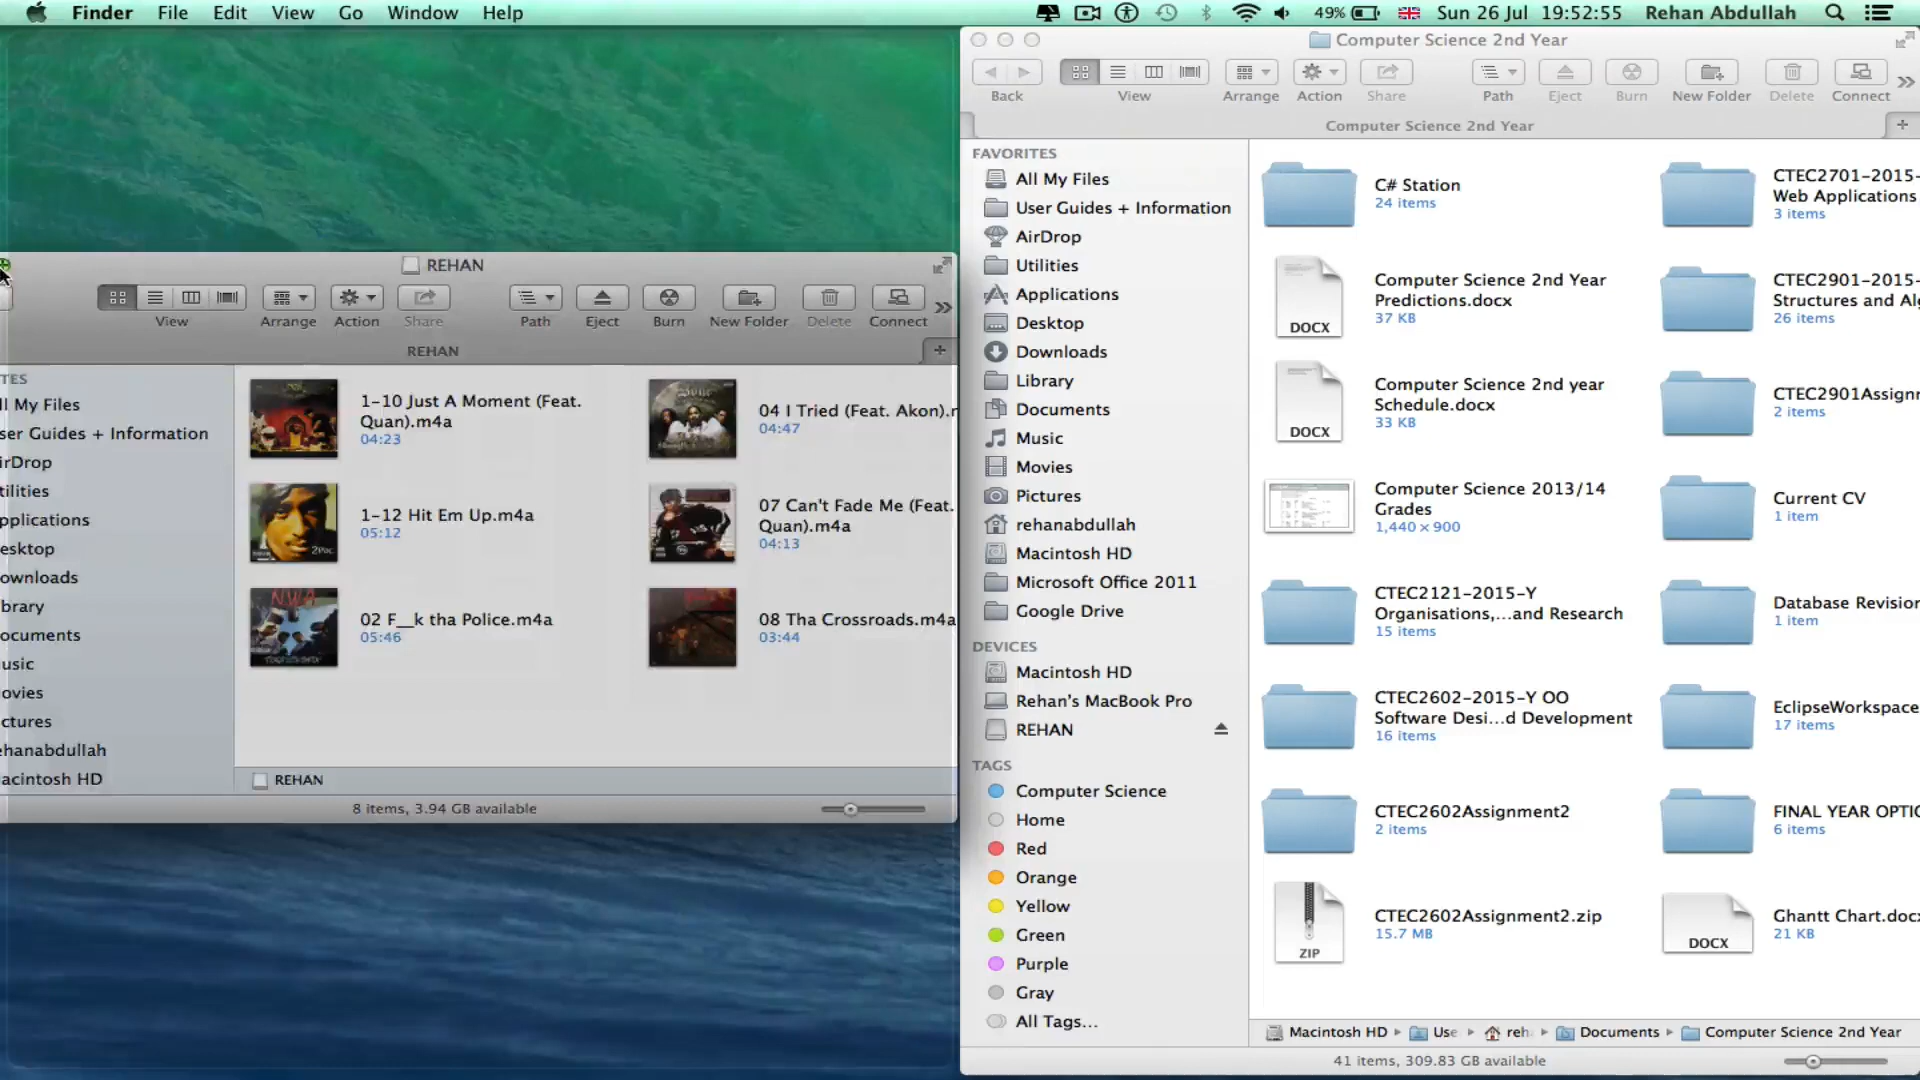 Finder File Edit View Go Window Help
49% Sun 26 Jul 19:52:55 Rehan Abdullah
REHAN
View Arrange Action Share Path Eject Burn New Folder Delete Connect
REHAN
TES
ll My Files
ser Guides + Information
irDrop
tilities
pplications
esktop
ownloads
brary
ocuments
usic
ovies
ctures
ehanabdullah
acintosh HD
1-10 Just A Moment (Feat.
Quan).m4a
04:23
1-12 Hit Em Up.m4a
05:12
02 F__k tha Police.m4a
05:46
04 I Tried (Feat. Akon).m
04:47
07 Can't Fade Me (Feat.
Quan).m4a
04:13
08 Tha Crossroads.m4a
03:44
REHAN
8 items, 3.94 GB available
Computer Science 2nd Year
Back View Arrange Action Share Path Eject Burn New Folder Delete Connect
Computer Science 2nd Year
FAVORITES
All My Files
User Guides + Information
AirDrop
Utilities
Applications
Desktop
Downloads
Library
Documents
Music
Movies
Pictures
rehanabdullah
Macintosh HD
Microsoft Office 2011
Google Drive
DEVICES
Macintosh HD
Rehan's MacBook Pro
REHAN
TAGS
Computer Science
Home
Red
Orange
Yellow
Green
Purple
Gray
All Tags...
C# Station
24 items
DOCX
Computer Science 2nd Year
Predictions.docx
37 KB
DOCX
Computer Science 2nd year
Schedule.docx
33 KB
Computer Science 2013/14
Grades
1,440 × 900
CTEC2121-2015-Y
Organisations,...and Research
15 items
CTEC2602-2015-Y OO
Software Desi...d Development
16 items
CTEC2602Assignment2
2 items
ZIP
CTEC2602Assignment2.zip
15.7 MB
CTEC2701-2015-
Web Applications
3 items
CTEC2901-2015-
Structures and Alg
26 items
CTEC2901Assignm
2 items
Current CV
1 item
Database Revision
1 item
EclipseWorkspace
17 items
FINAL YEAR OPTIO
6 items
DOCX
Ghantt Chart.docx
21 KB
Macintosh HD Use reh Documents Computer Science 2nd Year
41 items, 309.83 GB available